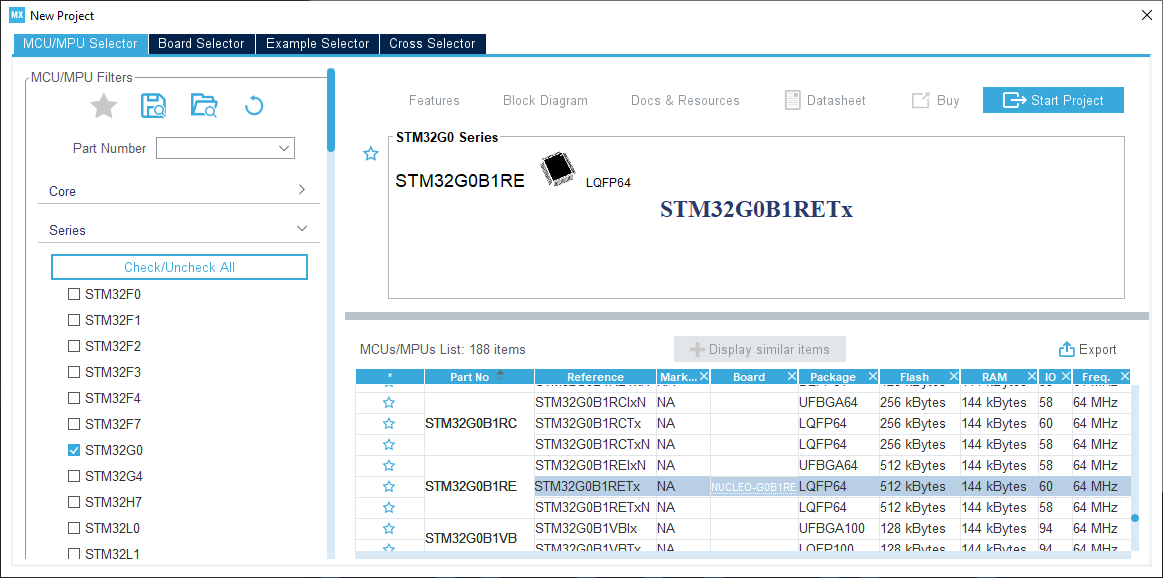 MX New Project
MCU/MPU Selector Board Selector Example Selector Cross Selector
MCU/MPU Filters
Part Number
Core
Series
Check/Uncheck All
STM32F0
STM32F1
STM32F2
STM32F3
STM32F4
STM32F7
STM32G0
STM32G4
STM32H7
STM32L0
STM32L1
Features Block Diagram Docs & Resources Datasheet Buy Start Project
STM32G0 Series
STM32G0B1RE LQFP64
STM32G0B1RETx
MCUs/MPUs List: 188 items Display similar items Export
* Part No Reference Mark... Board Package Flash RAM IO Freq.
STM32G0B1RCIxN NA UFBGA64 256 kBytes 144 kBytes 58 64 MHz
STM32G0B1RC STM32G0B1RCTx NA LQFP64 256 kBytes 144 kBytes 60 64 MHz
STM32G0B1RCTxN NA LQFP64 256 kBytes 144 kBytes 58 64 MHz
STM32G0B1REIxN NA UFBGA64 512 kBytes 144 kBytes 58 64 MHz
STM32G0B1RE STM32G0B1RETx NA NUCLEO-G0B1RE LQFP64 512 kBytes 144 kBytes 60 64 MHz
STM32G0B1RETxN NA LQFP64 512 kBytes 144 kBytes 58 64 MHz
STM32G0B1VB STM32G0B1VBIx NA UFBGA100 128 kBytes 144 kBytes 94 64 MHz
STM32G0B1VBTx NA LQFP100 128 kBytes 144 kBytes 94 64 MHz